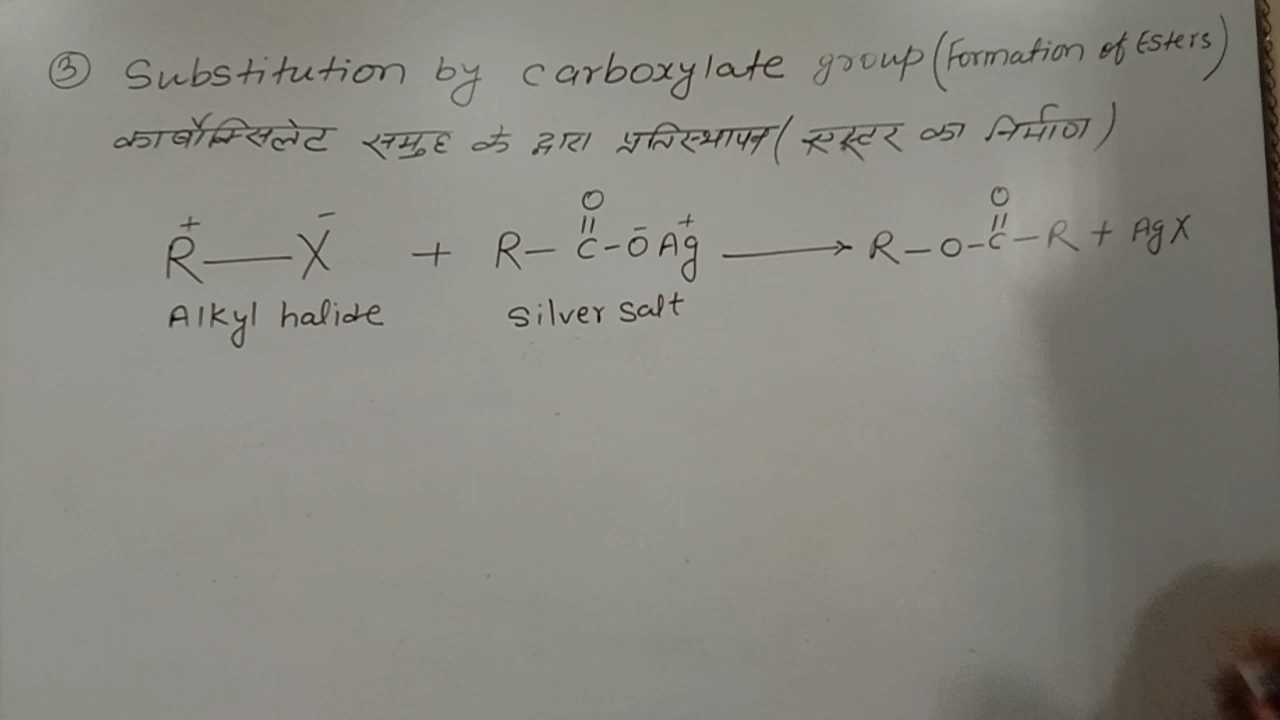 ③ Substitution by carboxylate group (Formation of Esters)
कार्बोक्सिलेट समुह के द्वारा प्रतिस्थापन (एस्टर का निर्माण)
O O
R⁺—X⁻ + R–C–O⁻Ag⁺ ⟶ R–O–C–R + AgX
Alkyl halide silver salt